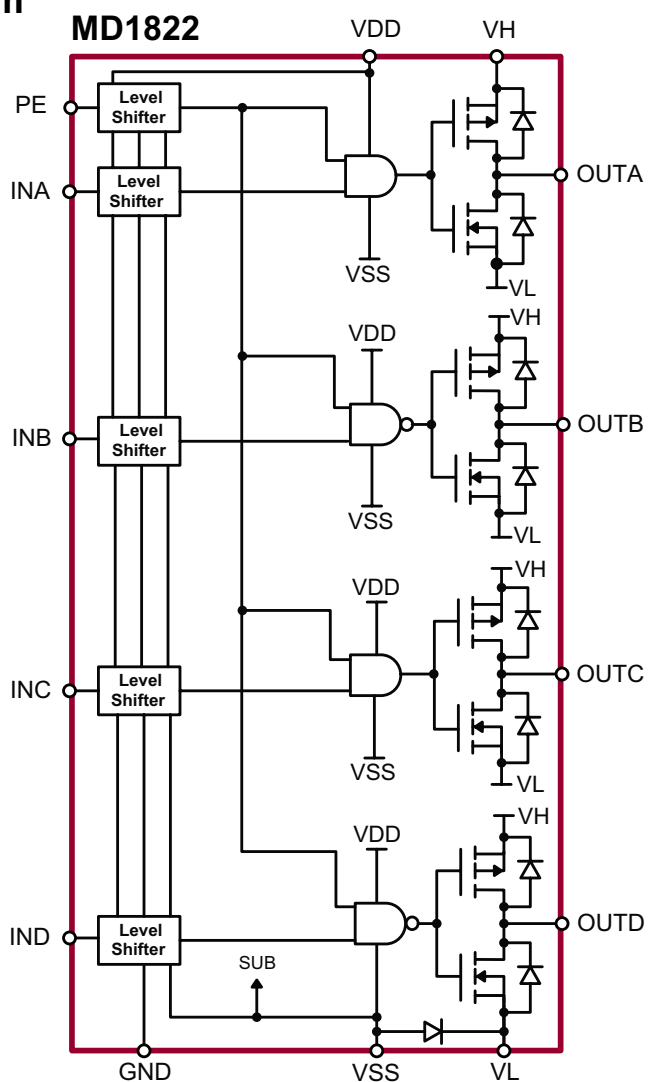 n
MD1822
VDD
VH
PE
Level
Shifter
INA
Level
Shifter
OUTA
VSS
VL
VH
VDD
INB
Level
Shifter
OUTB
VSS
VL
VH
VDD
INC
Level
Shifter
OUTC
VSS
VL
VH
VDD
IND
Level
Shifter
OUTD
SUB
GND
VSS
VL